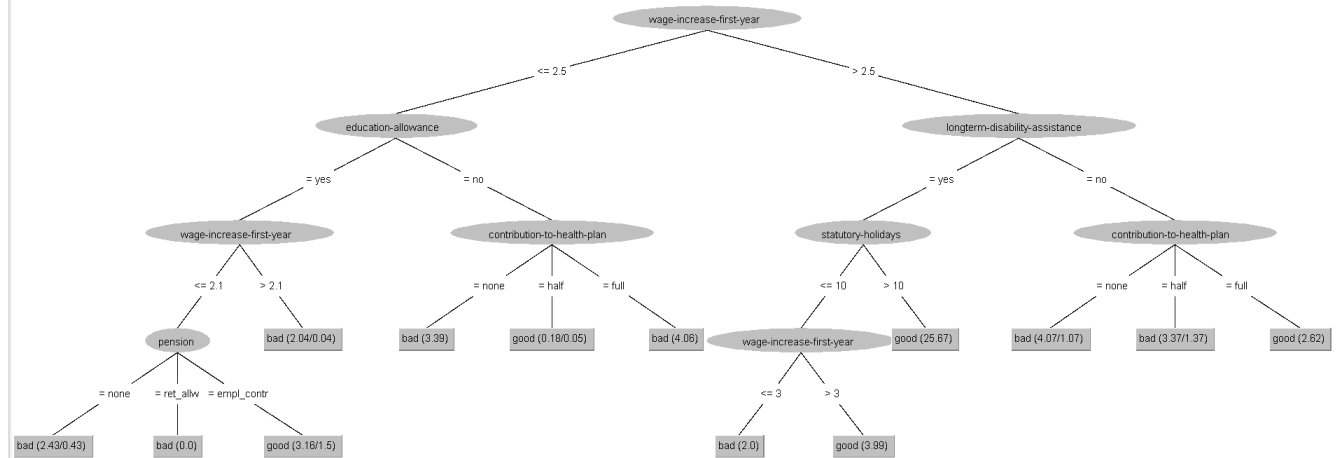 wage-increase-first-year
<= 2.5
> 2.5
education-allowance
longterm-disability-assistance
= yes
= no
= yes
= no
wage-increase-first-year
contribution-to-health-plan
statutory-holidays
contribution-to-health-plan
<= 2.1
> 2.1
= none
= half
= full
<= 10
> 10
= none
= half
= full
pension
bad (2.04/0.04)
bad (3.39)
good (0.18/0.05)
bad (4.06)
wage-increase-first-year
good (25.67)
bad (4.07/1.07)
bad (3.37/1.37)
good (2.62)
= none
= ret_allw
= empl_contr
<= 3
> 3
bad (2.43/0.43)
bad (0.0)
good (3.16/1.5)
bad (2.0)
good (3.99)